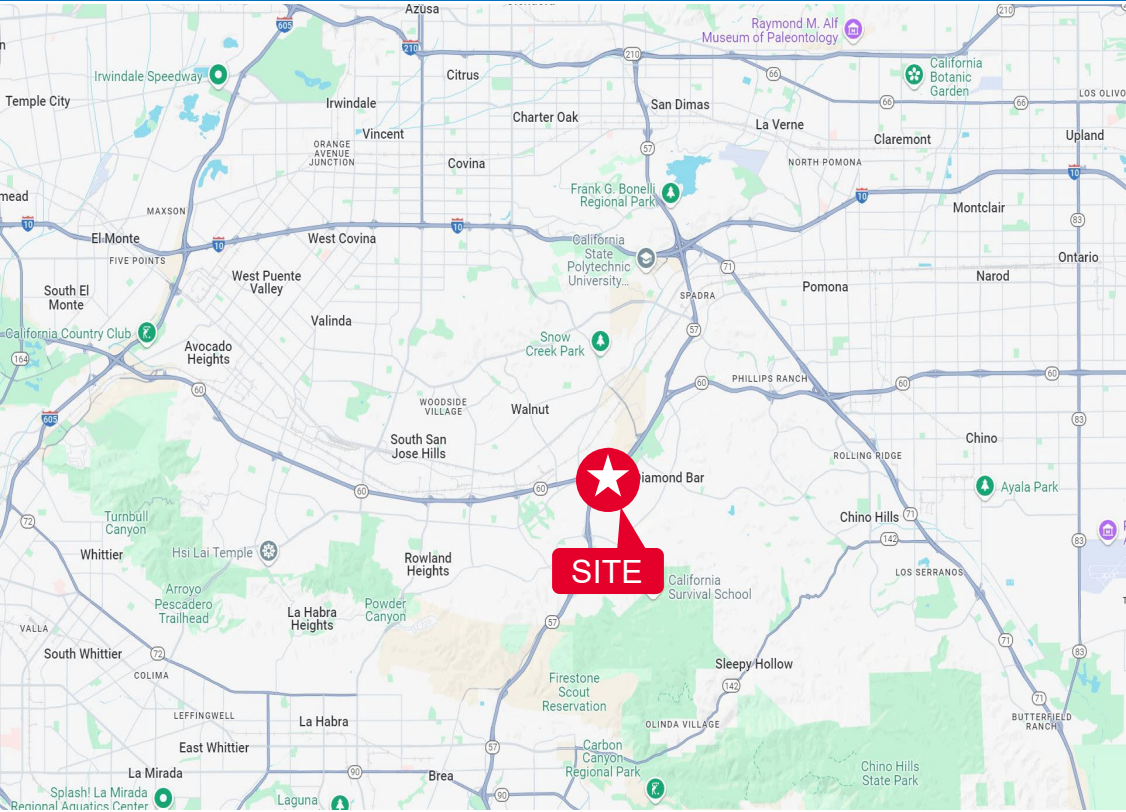 Azusa
210
605
Raymond M. Alf
Museum of Paleontology
210
210
California
Botanic
Garden
Irwindale Speedway
Citrus
66
LOS OLIVO
Temple City
Irwindale
San Dimas
66
66
Charter Oak
La Verne
Vincent
Upland
ORANGE
AVENUE
JUNCTION
57
Claremont
Covina
NORTH POMONA
10
mead
Frank G. Bonelli
Regional Park
10
MAXSON
Montclair
10
10
83
El Monte
10
West Covina
California
State
Polytechnic
University...
FIVE POINTS
Ontario
71
West Puente
Valley
Narod
South El
Monte
SPADRA
Pomona
Valinda
57
California Country Club
Snow
Creek Park
Avocado
Heights
164
60
PHILLIPS RANCH
60
60
60
WOODSIDE
VILLAGE
Walnut
605
83
South San
Jose Hills
Chino
ROLLING RIDGE
60
60
iamond Bar
Ayala Park
72
Turnbull
Canyon
Chino Hills
71
142
83
Whittier
Hsi Lai Temple
Rowland
Heights
SITE
LOS SERRANOS
California
Survival School
Arroyo
Pescadero
Trailhead
Powder
Canyon
La Habra
Heights
57
VALLA
71
72
83
South Whittier
COLIMA
Sleepy Hollow
Firestone
Scout
Reservation
142
71
LEFFINGWELL
La Habra
OLINDA VILLAGE
BUTTERFIELD
RANCH
East Whittier
57
Carbon
Canyon
Regional Park
La Mirada
90
Brea
Chino Hills
State Park
Splash! La Mirada
Regional Aquatics Center
Laguna
90